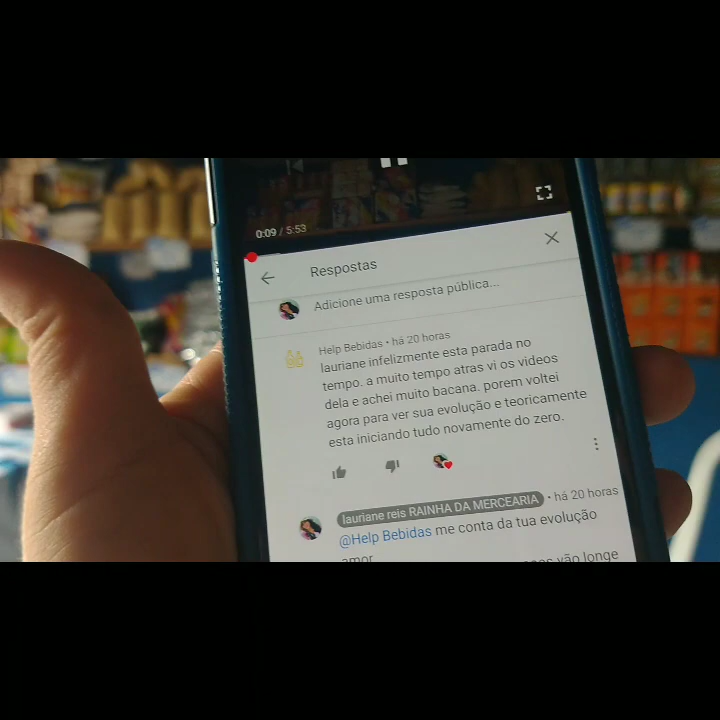 0:09 / 5:53
Respostas
Adicione uma resposta pública...
Help Bebidas • há 20 horas
lauriane infelizmente esta parada no
tempo. a muito tempo atras vi os videos
dela e achei muito bacana. porem voltei
agora para ver sua evolução e teoricamente
esta iniciando tudo novamente do zero.
lauriane reis RAINHA DA MERCEARIA • há 20 horas
@Help Bebidas me conta da tua evolução
amor
vão longe